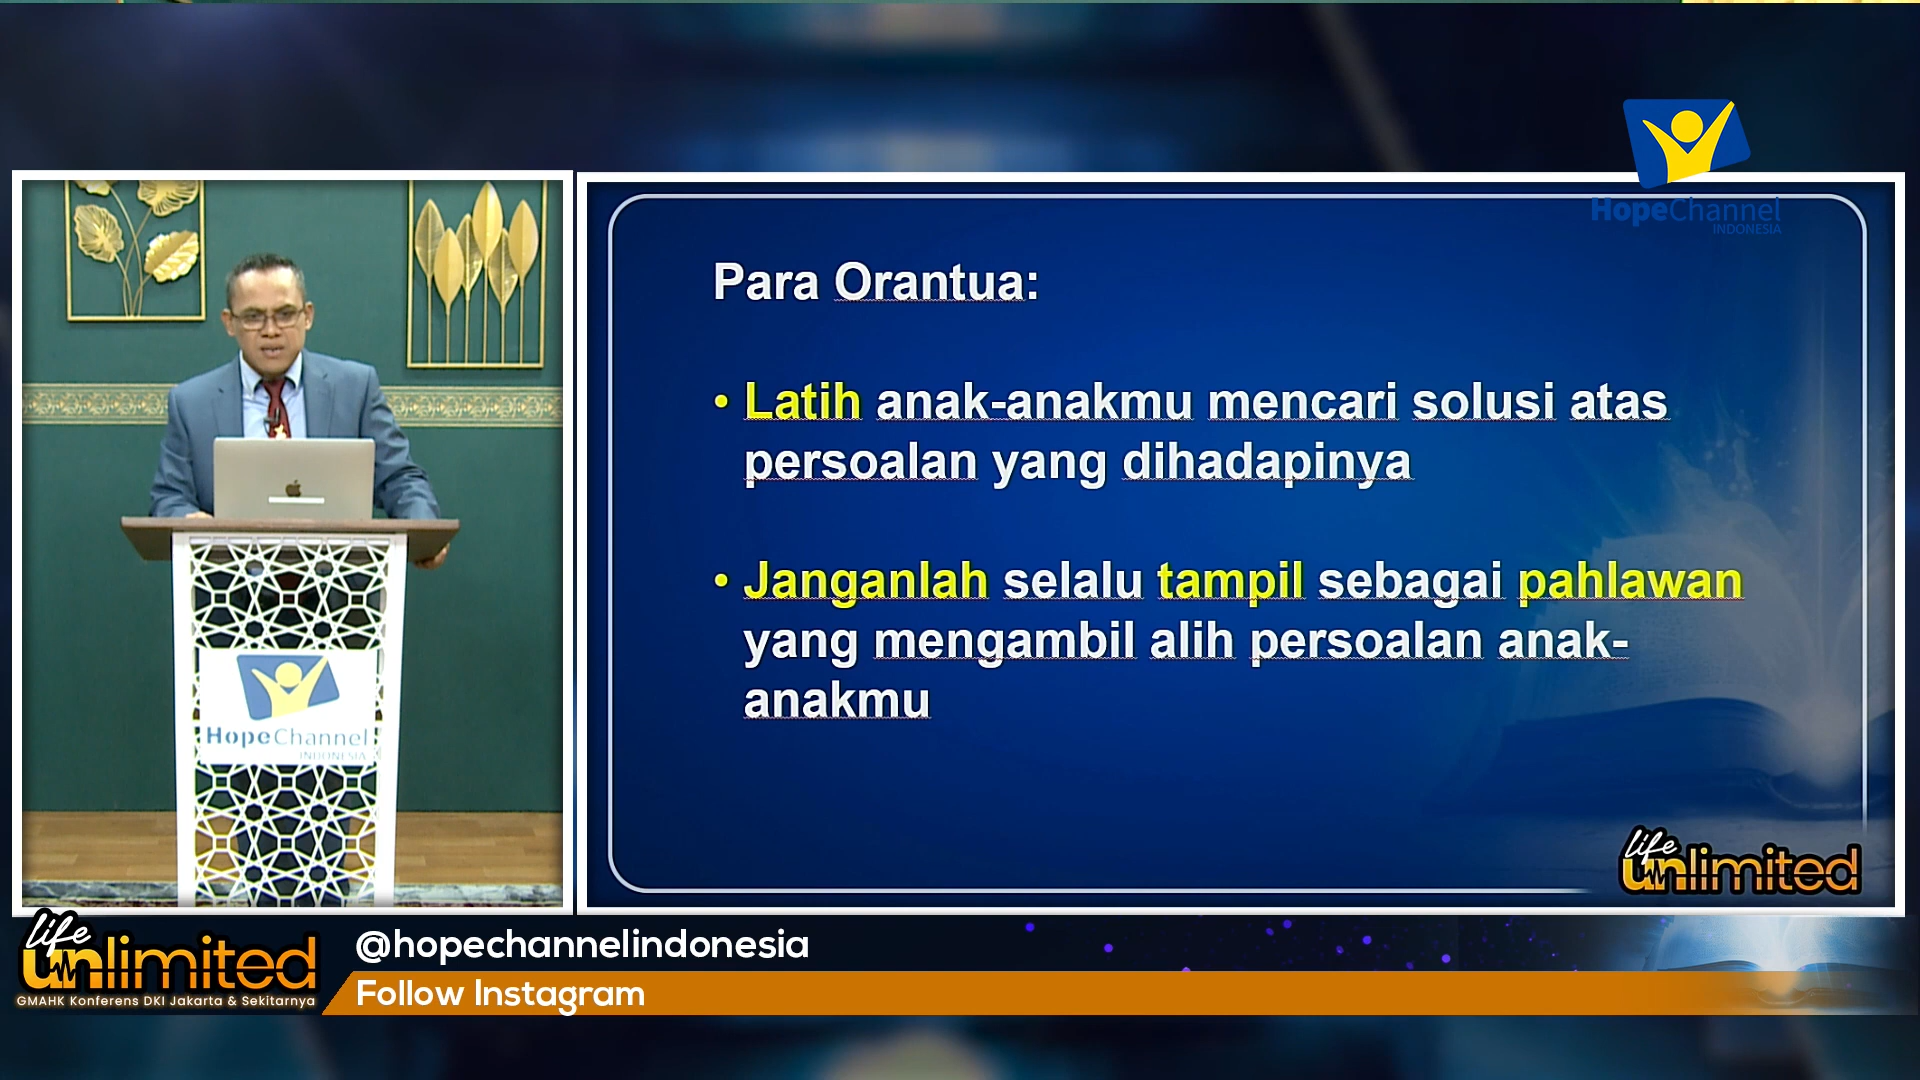 HopeChannel
INDONESIA
Para Orantua:
• Latih anak-anakmu mencari solusi atas
persoalan yang dihadapinya
• Janganlah selalu tampil sebagai pahlawan
yang mengambil alih persoalan anak-
anakmu
HopeChannel
INDONESIA
life
unlimited
life
unlimited
GMAHK Konferens DKI Jakarta & Sekitarnya
@hopechannelindonesia
Follow Instagram